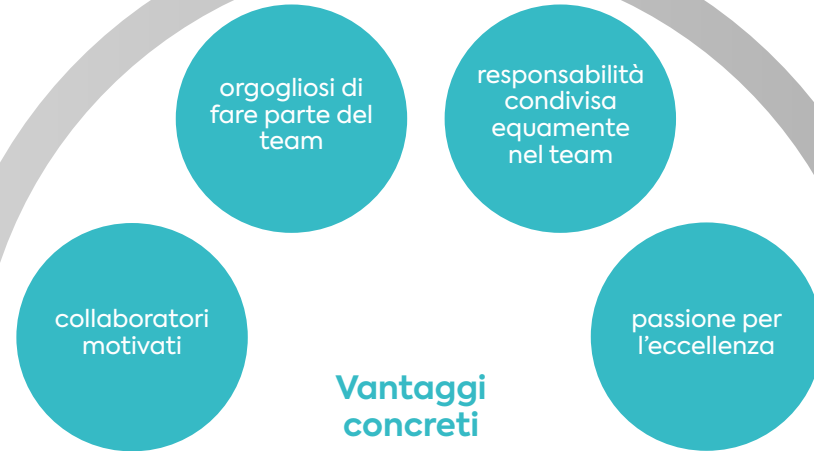 orgogliosi di
fare parte del
team
responsabilità
condivisa
equamente
nel team
collaboratori
motivati
passione per
l’eccellenza
Vantaggi
concreti